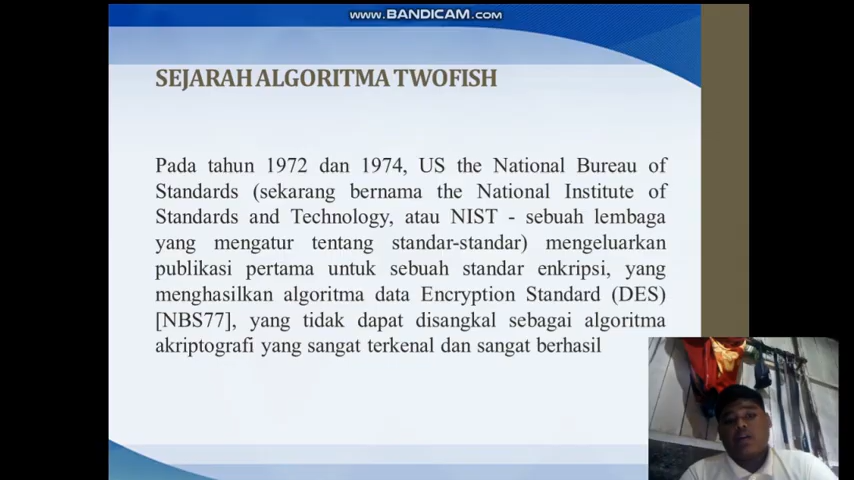 www.BANDICAM.com
SEJARAH ALGORITMA TWOFISH
Pada tahun 1972 dan 1974, US the National Bureau of
Standards (sekarang bernama the National Institute of
Standards and Technology, atau NIST - sebuah lembaga
yang mengatur tentang standar-standar) mengeluarkan
publikasi pertama untuk sebuah standar enkripsi, yang
menghasilkan algoritma data Encryption Standard (DES)
[NBS77], yang tidak dapat disangkal sebagai algoritma
akriptografi yang sangat terkenal dan sangat berhasil